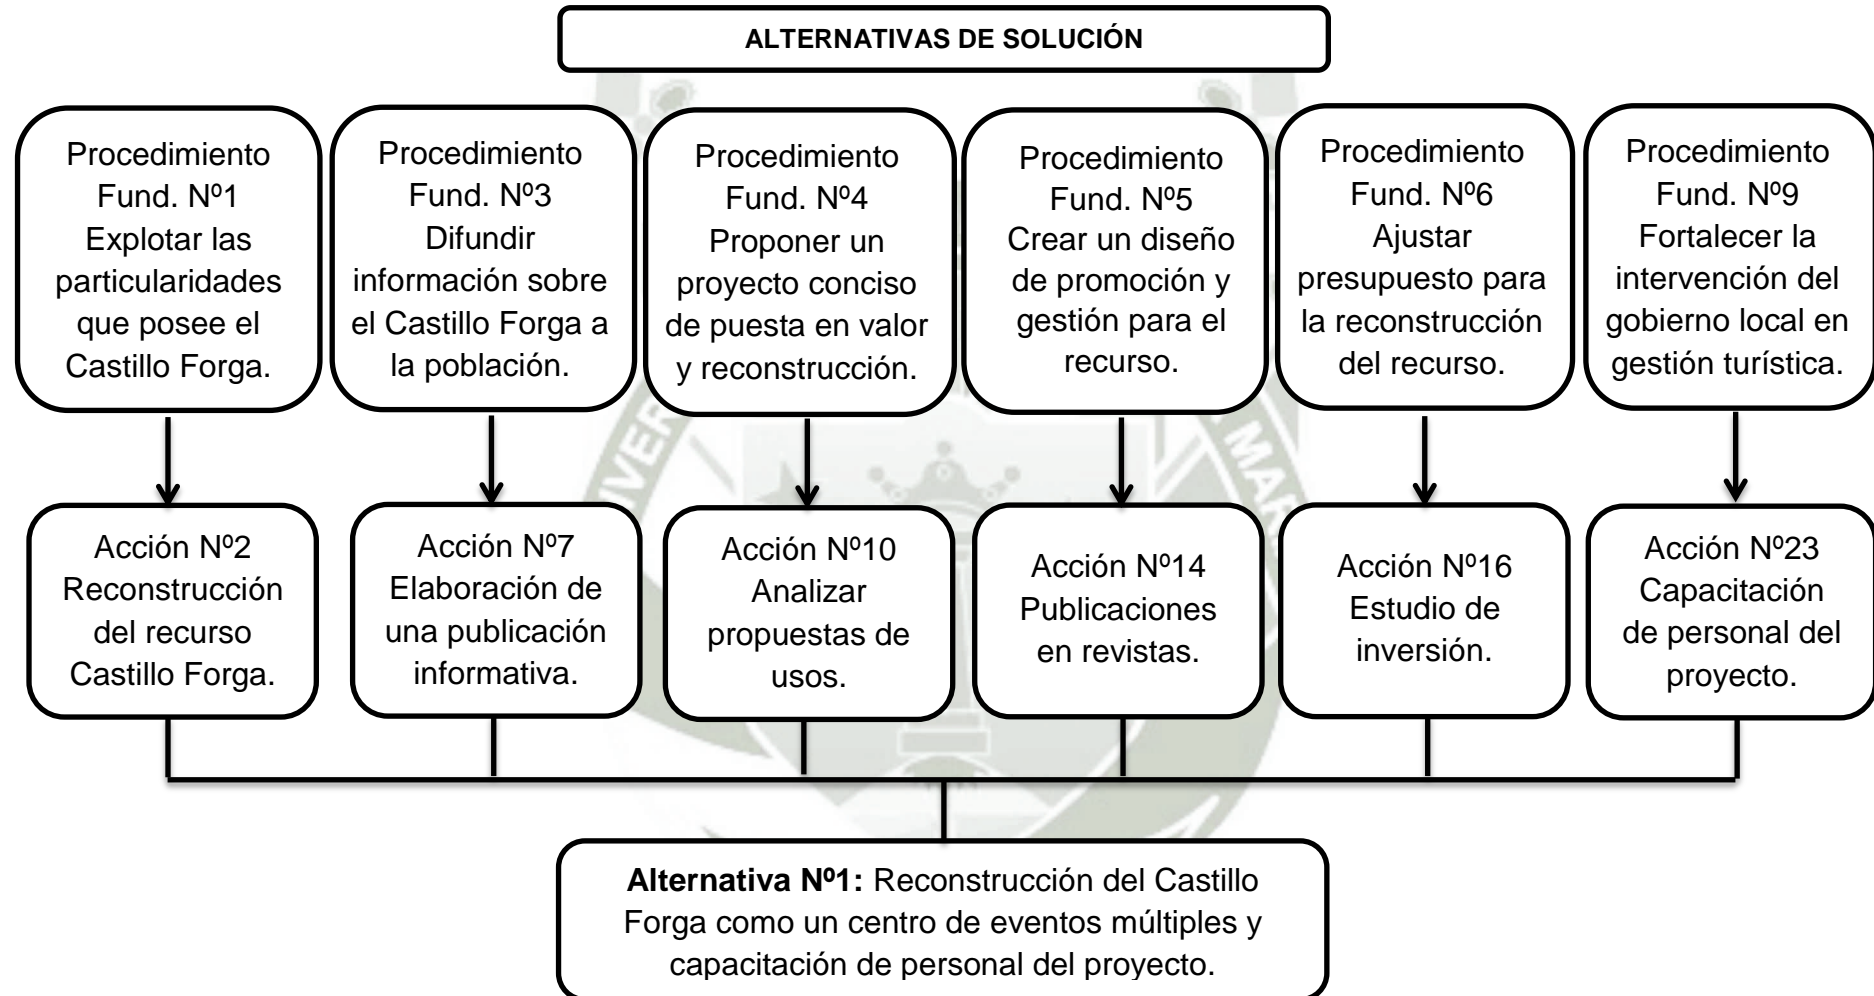 ALTERNATIVAS DE SOLUCIÓN
Procedimiento
Fund. Nº1
Explotar las
particularidades
que posee el
Castillo Forga.
Procedimiento
Fund. Nº3
Difundir
información sobre
el Castillo Forga a
la población.
Procedimiento
Fund. Nº4
Proponer un
proyecto conciso
de puesta en valor
y reconstrucción.
Procedimiento
Fund. Nº5
Crear un diseño
de promoción y
gestión para el
recurso.
Procedimiento
Fund. Nº6
Ajustar
presupuesto para
la reconstrucción
del recurso.
Procedimiento
Fund. Nº9
Fortalecer la
intervención del
gobierno local en
gestión turística.
Acción Nº2
Reconstrucción
del recurso
Castillo Forga.
Acción Nº7
Elaboración de
una publicación
informativa.
Acción Nº10
Analizar
propuestas de
usos.
Acción Nº14
Publicaciones
en revistas.
Acción Nº16
Estudio de
inversión.
Acción Nº23
Capacitación
de personal del
proyecto.
Alternativa Nº1: Reconstrucción del Castillo
Forga como un centro de eventos múltiples y
capacitación de personal del proyecto.